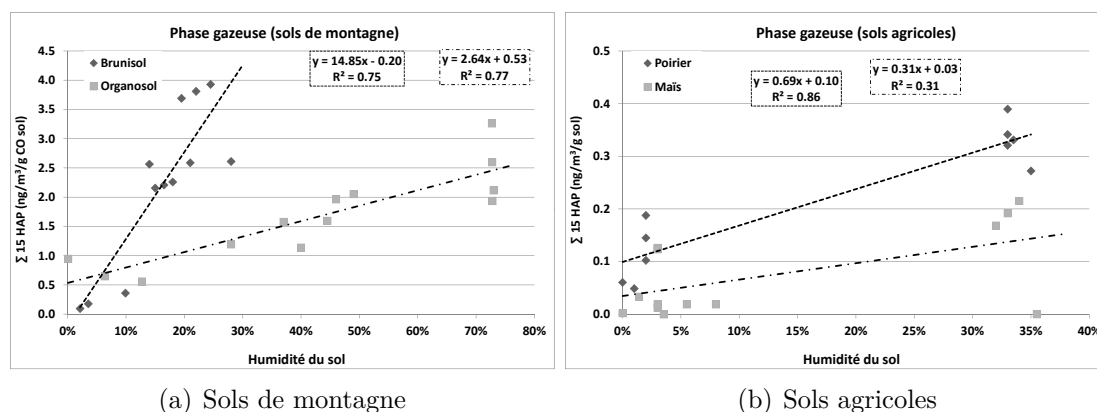 Phase gazeuse (sols de montagne)
4.5
4.0
3.5
3.0
2.5
2.0
1.5
1.0
0.5
0.0
∑ 15 HAP (ng/m³/g CO sol)
Brunisol
Organosol
y = 14.85x - 0.20
R² = 0.75
y = 2.64x + 0.53
R² = 0.77
0% 10% 20% 30% 40% 50% 60% 70% 80%
Humidité du sol
(a) Sols de montagne
Phase gazeuse (sols agricoles)
0.5
0.4
0.3
0.2
0.1
0.0
∑ 15 HAP (ng/m³/g CO sol)
Poirier
Maïs
y = 0.69x + 0.10
R² = 0.86
y = 0.31x + 0.03
R² = 0.31
0% 5% 10% 15% 20% 25% 30% 35% 40%
Humidité du sol
(b) Sols agricoles